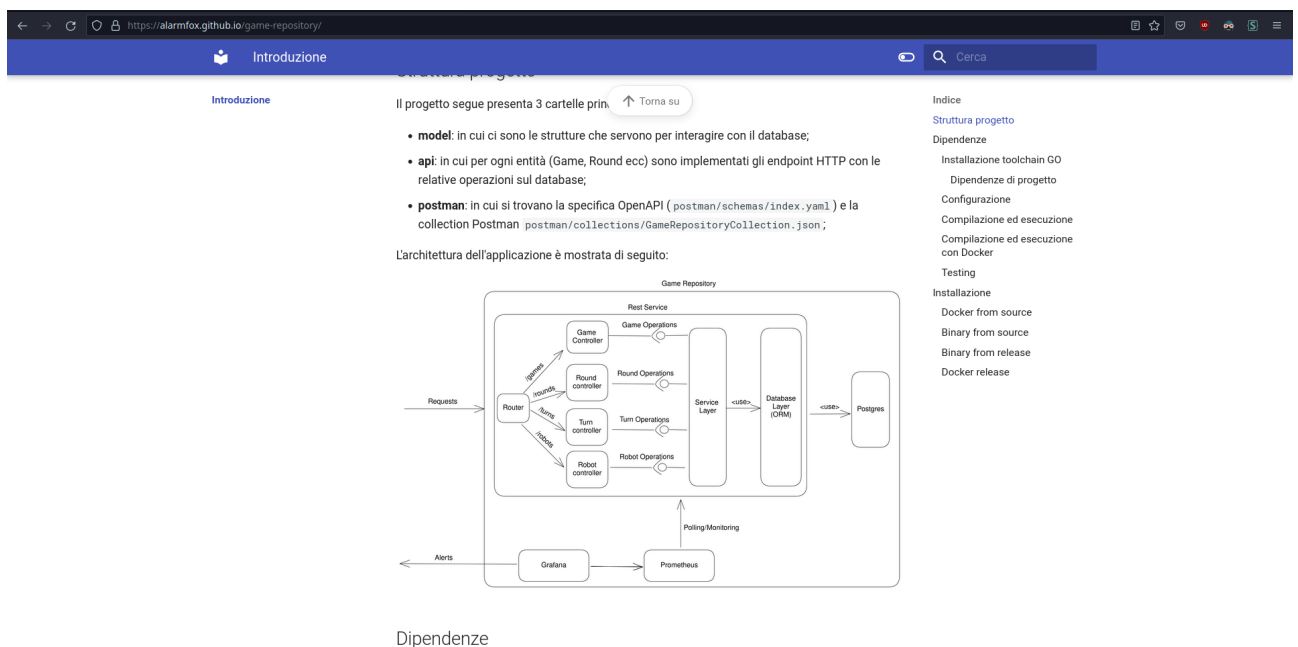 https://alarmfox.github.io/game-repository/
Introduzione
Cerca
Introduzione
Struttura progetto
Il progetto segue presenta 3 cartelle prin
Torna su
model: in cui ci sono le strutture che servono per interagire con il database;
api: in cui per ogni entità (Game, Round ecc) sono implementati gli endpoint HTTP con le
relative operazioni sul database;
postman: in cui si trovano la specifica OpenAPI ( postman/schemas/index.yaml ) e la
collection Postman postman/collections/GameRepositoryCollection.json ;
L'architettura dell'applicazione è mostrata di seguito:
Game Repository
Rest Service
Game
Controller
Game Operations
/games
Round
controller
Round Operations
/rounds
Requests
Router
Service
Layer
<use>
Database
Layer
(ORM)
<use>
Postgres
/turns
Turn
controller
Turn Operations
/robots
Robot
controller
Robot Operations
Polling/Monitoring
Alerts
Grafana
Prometheus
Dipendenze
Indice
Struttura progetto
Dipendenze
Installazione toolchain GO
Dipendenze di progetto
Configurazione
Compilazione ed esecuzione
Compilazione ed esecuzione
con Docker
Testing
Installazione
Docker from source
Binary from source
Binary from release
Docker release